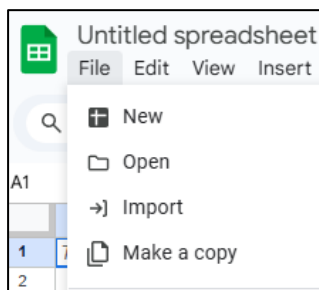 Untitled spreadsheet
File Edit View Insert
New
Open
A1
Import
1
Make a copy
2